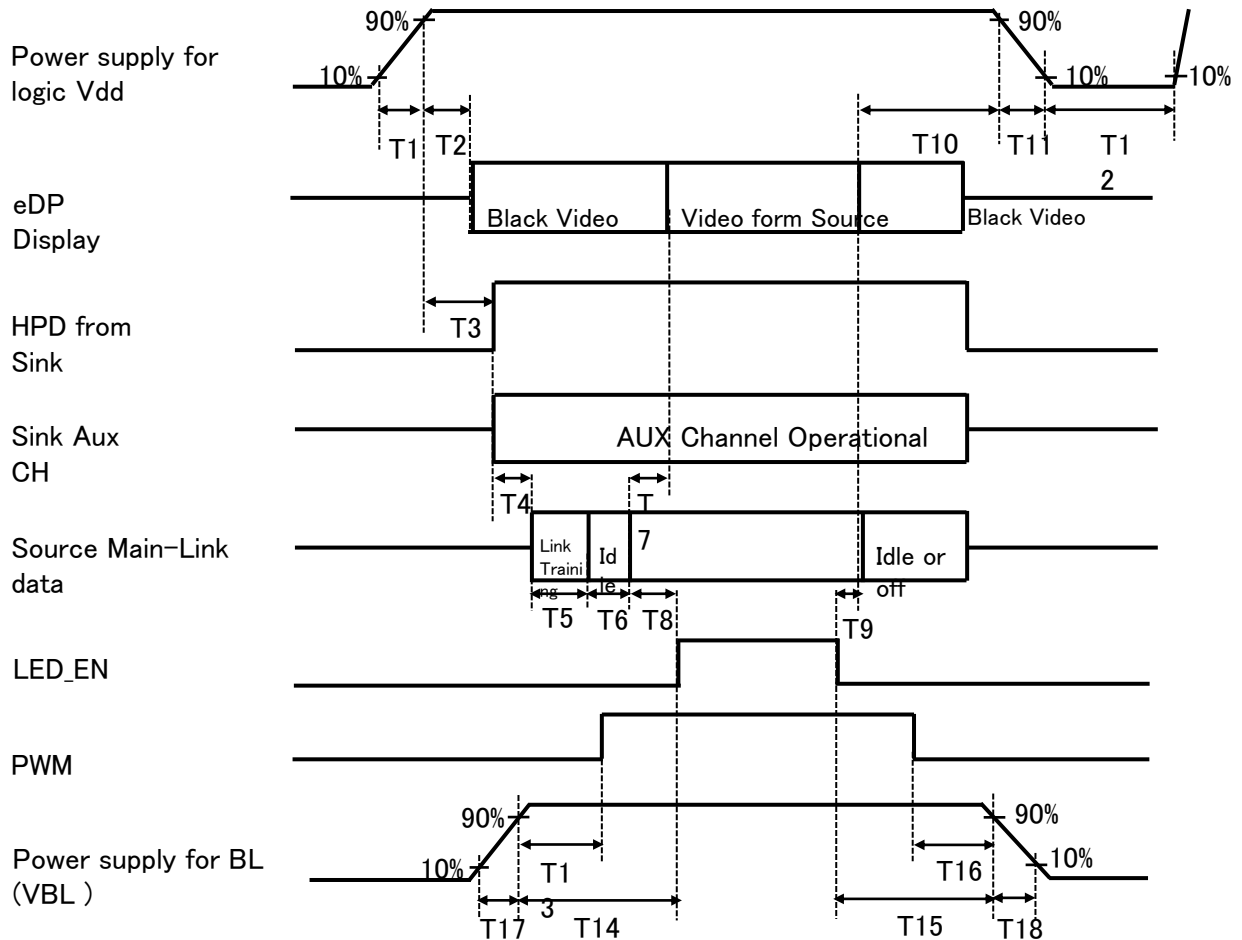 90%
90%
Power supply for
logic Vdd
10%
10%
10%
T1
T2
T10
T11
T1
2
eDP
Display
Black Video
Video form Source
Black Video
T3
HPD from
Sink
Sink Aux
CH
AUX Channel Operational
T4
T
7
Source Main-Link
data
Link
Traini
ng
Id
le
Idle or
off
T5
T6
T8
T9
LED_EN
PWM
90%
90%
Power supply for BL
(VBL )
10%
10%
T1
3
T16
T17
T14
T15
T18